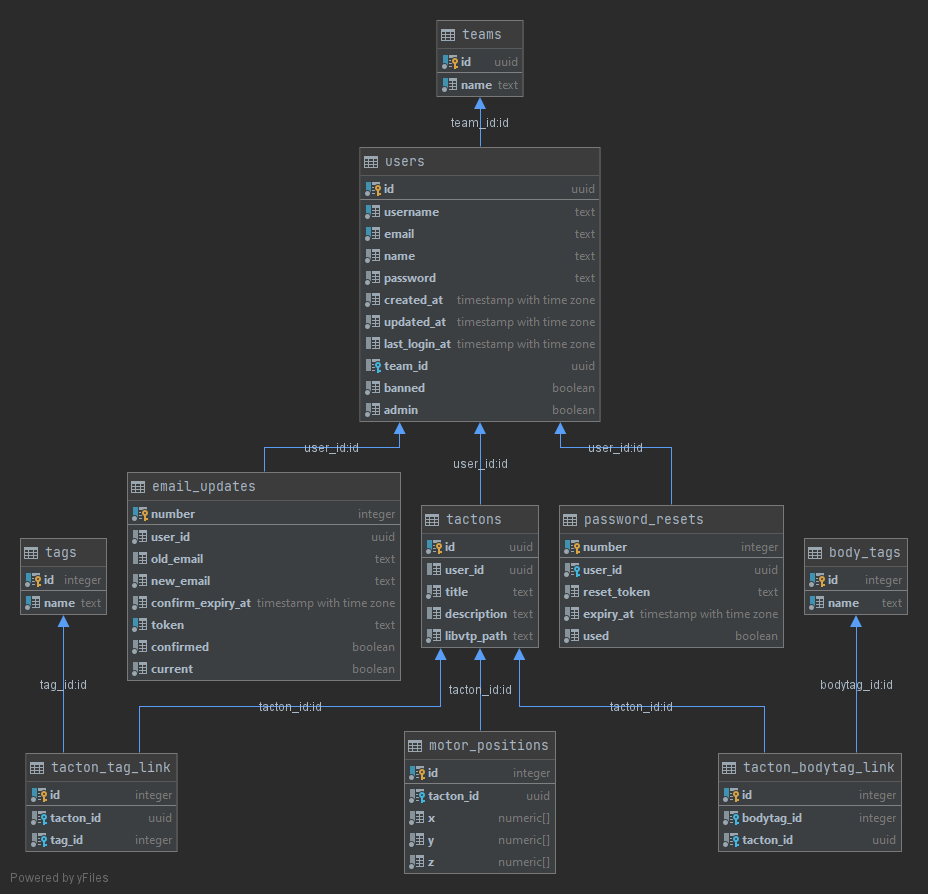 teams
id uuid
name text
team_id:id
users
id uuid
username text
email text
name text
password text
created_at timestamp with time zone
updated_at timestamp with time zone
last_login_at timestamp with time zone
team_id uuid
banned boolean
admin boolean
user_id:id
user_id:id
user_id:id
email_updates
number integer
user_id uuid
old_email text
new_email text
confirm_expiry_at timestamp with time zone
token text
confirmed boolean
current boolean
tactons
id uuid
user_id uuid
title text
description text
libvtp_path text
password_resets
number integer
user_id uuid
reset_token text
expiry_at timestamp with time zone
used boolean
tags
id integer
name text
body_tags
id integer
name text
tag_id:id
tacton_id:id
tacton_id:id
tacton_id:id
bodytag_id:id
tacton_tag_link
id integer
tacton_id uuid
tag_id integer
motor_positions
id integer
tacton_id uuid
x numeric[]
y numeric[]
z numeric[]
tacton_bodytag_link
id integer
bodytag_id integer
tacton_id uuid
Powered by yFiles